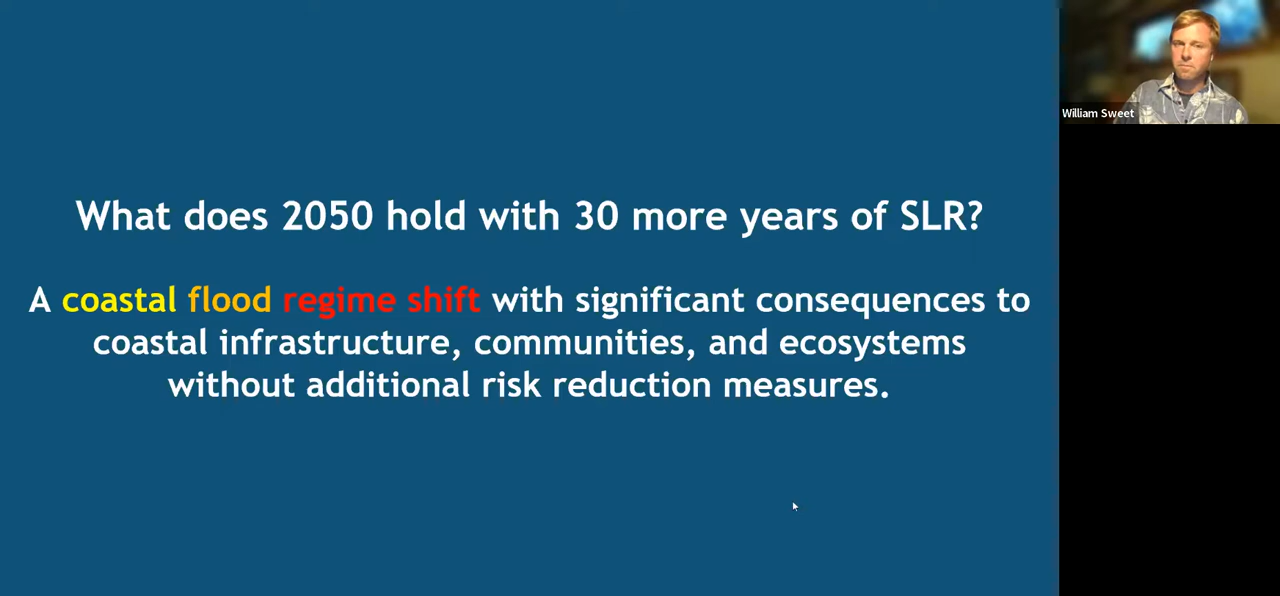 What does 2050 hold with 30 more years of SLR?
A coastal flood regime shift with significant consequences to
coastal infrastructure, communities, and ecosystems
without additional risk reduction measures.
William Sweet